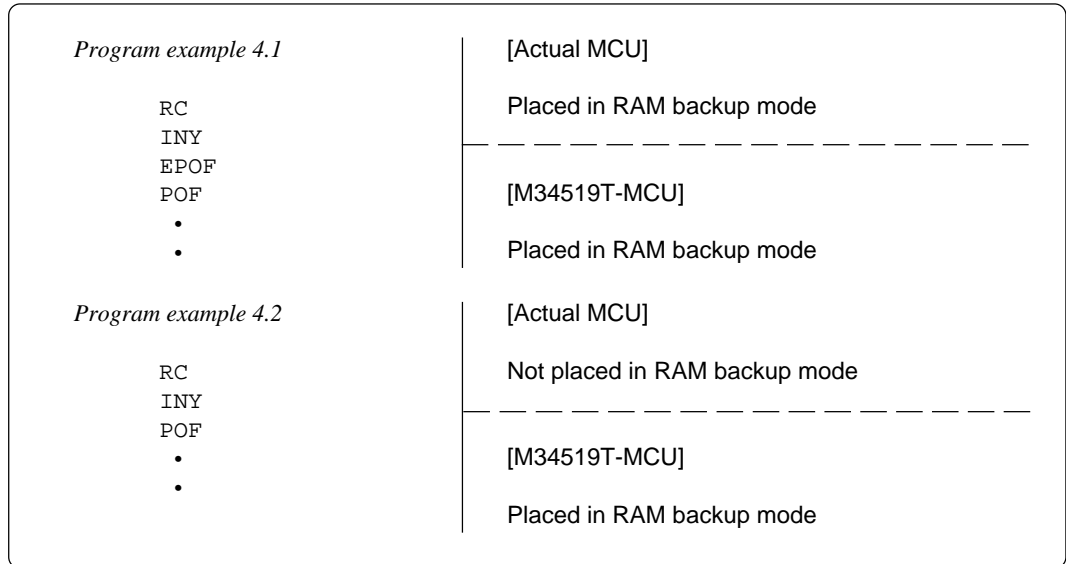 Program example 4.1
RC
INY
EPOF
POF
•
•
[Actual MCU]
Placed in RAM backup mode
[M34519T-MCU]
Placed in RAM backup mode
Program example 4.2
RC
INY
POF
•
•
[Actual MCU]
Not placed in RAM backup mode
[M34519T-MCU]
Placed in RAM backup mode